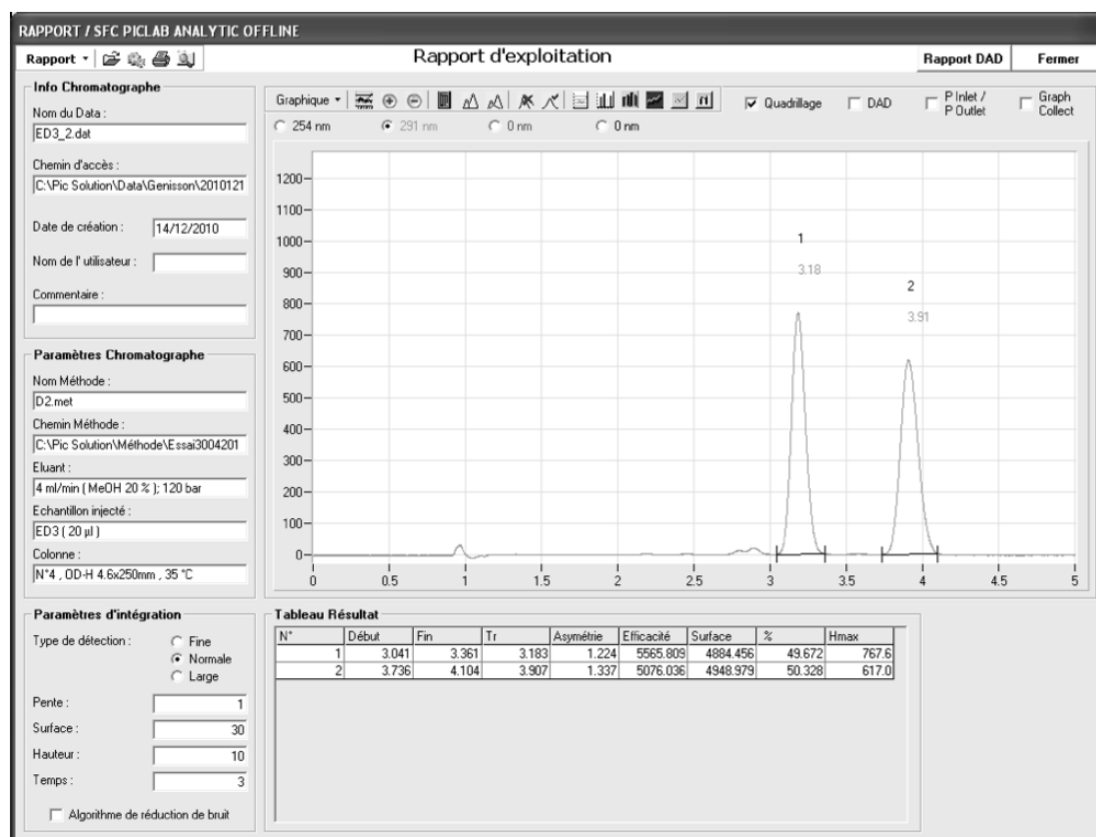 RAPPORT / SFC PICLAB ANALYTIC OFFLINE
Rapport
Rapport d'exploitation
Rapport DAD
Fermer
Info Chromatographe
Nom du Data :
ED3_2.dat
Chemin d'accès :
C:\Pic Solution\Data\Genisson\2010121
Date de création : 14/12/2010
Nom de l' utilisateur :
Commentaire :
Paramètres Chromatographe
Nom Méthode :
D2.met
Chemin Méthode :
C:\Pic Solution\Méthode\Essai3004201
Eluant :
4 ml/min ( MeOH 20 % ); 120 bar
Echantillon injecté :
ED3 ( 20 µl )
Colonne :
N°4 , OD-H 4.6x250mm , 35 °C
Paramètres d'intégration
Type de détection : Fine
Normale
Large
Pente : 1
Surface : 30
Hauteur : 10
Temps : 3
Algorithme de réduction de bruit
Graphique
Quadrillage
DAD
P Inlet /
P Outlet
Graph
Collect
254 nm 291 nm 0 nm 0 nm
1200
1100
1000
900
800
700
600
500
400
300
200
100
0
1
3.18
2
3.91
0 0.5 1 1.5 2 2.5 3 3.5 4 4.5 5
Tableau Résultat
N° Début Fin Tr Asymétrie Efficacité Surface % Hmax
1 3.041 3.361 3.183 1.224 5565.809 4884.456 49.672 767.6
2 3.736 4.104 3.907 1.337 5076.036 4948.979 50.328 617.0